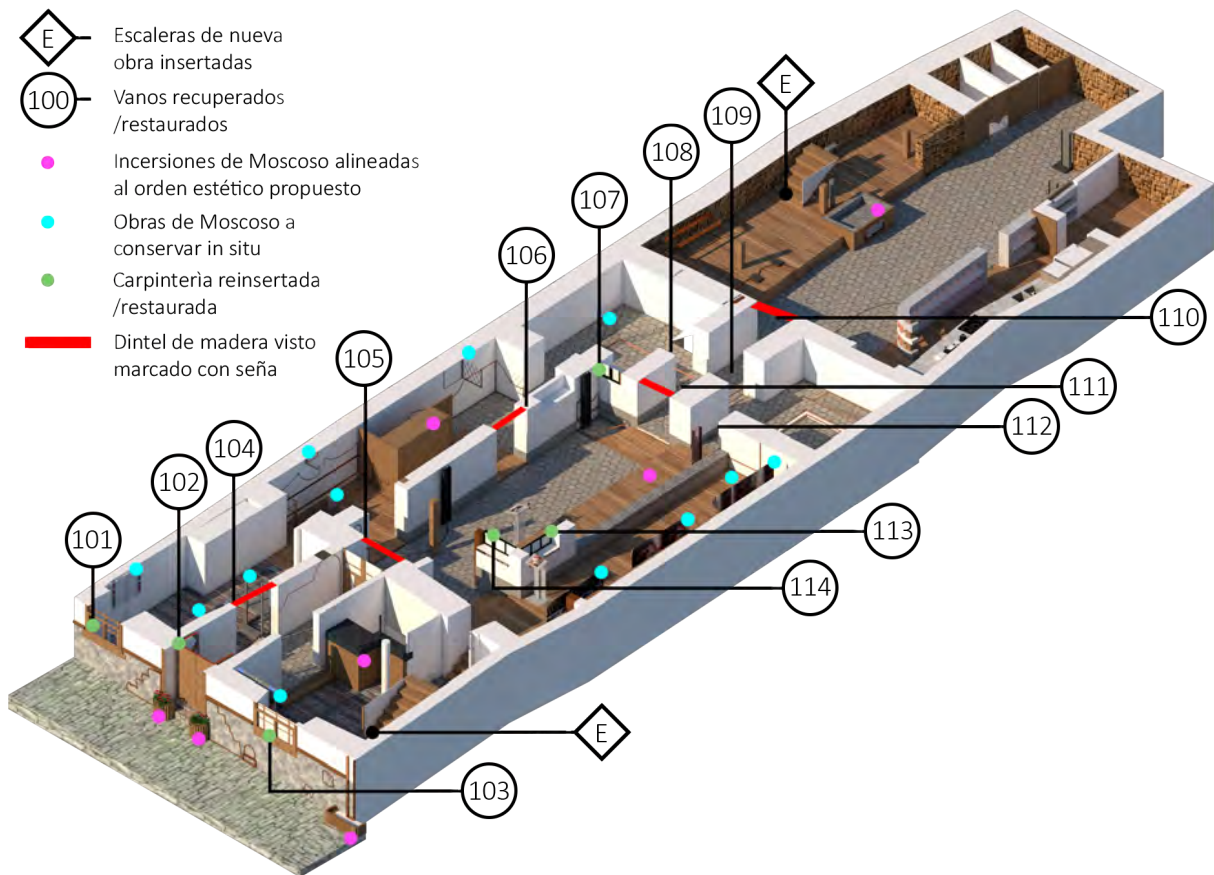 E
Escaleras de nueva
obra insertadas
100
Vanos recuperados
/restaurados
Incersiones de Moscoso alineadas
al orden estético propuesto
Obras de Moscoso a
conservar in situ
Carpinterìa reinsertada
/restaurada
Dintel de madera visto
marcado con seña
E
109
108
107
106
105
104
102
101
110
111
112
113
114
E
103